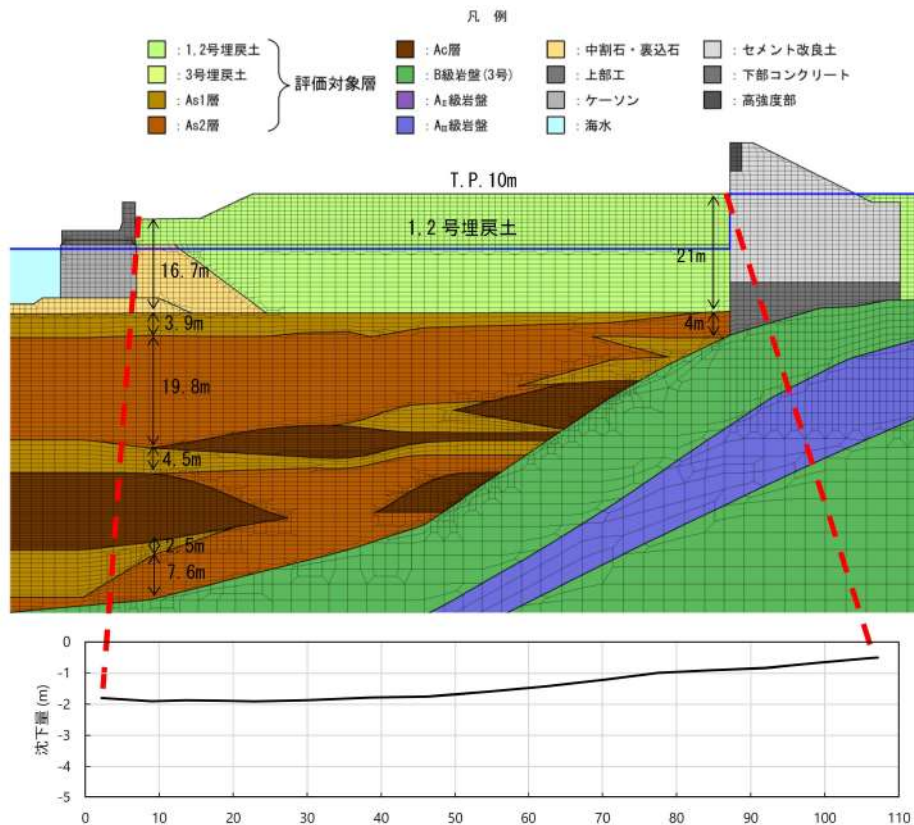 凡 例
: 1,2号埋戻土
: 3号埋戻土
: As1層
: As2層
評価対象層
: Ac層
: B級岩盤(3号)
: AⅡ級岩盤
: AⅢ級岩盤
: 中割石・裏込石
: 上部工
: ケーソン
: 海水
: セメント改良土
: 下部コンクリート
: 高強度部
T.P.10m
1,2号埋戻土
16.7m
21m
3.9m
4m
19.8m
4.5m
2.5m
7.6m
沈下量(m)
0
-1
-2
-3
-4
-5
0 10 20 30 40 50 60 70 80 90 100 110